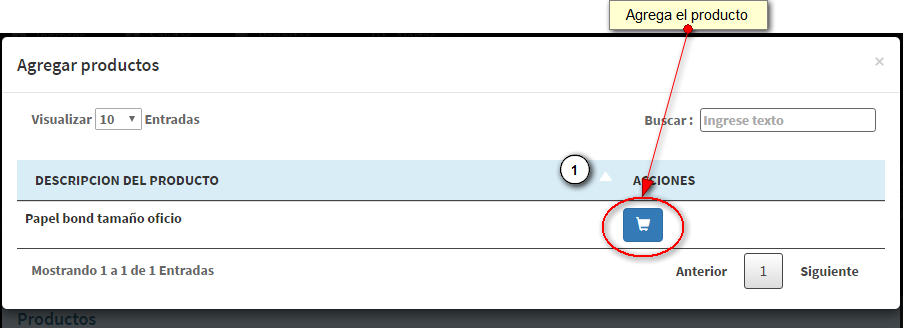 Agrega el producto
Agregar productos ×
Visualizar 10 Entradas Buscar : Ingrese texto
DESCRIPCION DEL PRODUCTO 1 ACCIONES
Papel bond tamaño oficio
Mostrando 1 a 1 de 1 Entradas Anterior 1 Siguiente
Productos